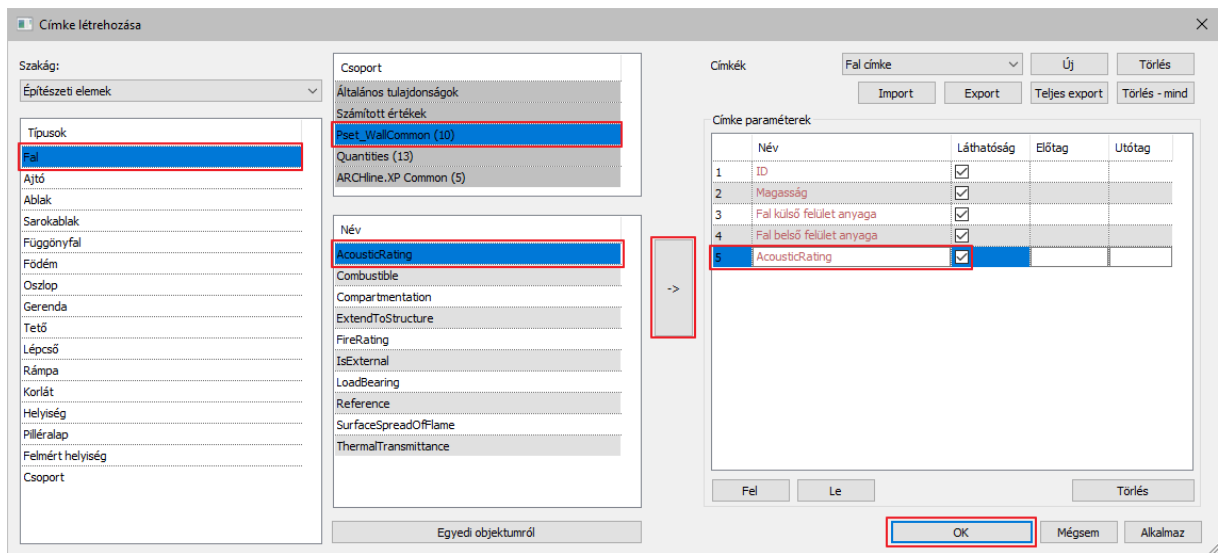 Címke létrehozása
Szakág:
Építészeti elemek
Típusok
Fal
Ajtó
Ablak
Sarokablak
Függönyfal
Födém
Oszlop
Gerenda
Tető
Lépcső
Rámpa
Korlát
Helyiség
Pilléralap
Felmért helyiség
Csoport
Csoport
Általános tulajdonságok
Számított értékek
Pset_WallCommon (10)
Quantities (13)
ARCHline.XP Common (5)
Név
AcousticRating
Combustible
Compartmentation
ExtendToStructure
FireRating
IsExternal
LoadBearing
Reference
SurfaceSpreadOfFlame
ThermalTransmittance
Egyedi objektumról
->
Címkék Fal címke Új Törlés
Import Export Teljes export Törlés - mind
Címke paraméterek
Név Láthatóság Előtag Utótag
1 ID
2 Magasság
3 Fal külső felület anyaga
4 Fal belső felület anyaga
5 AcousticRating
Fel Le Törlés
OK Mégsem Alkalmaz